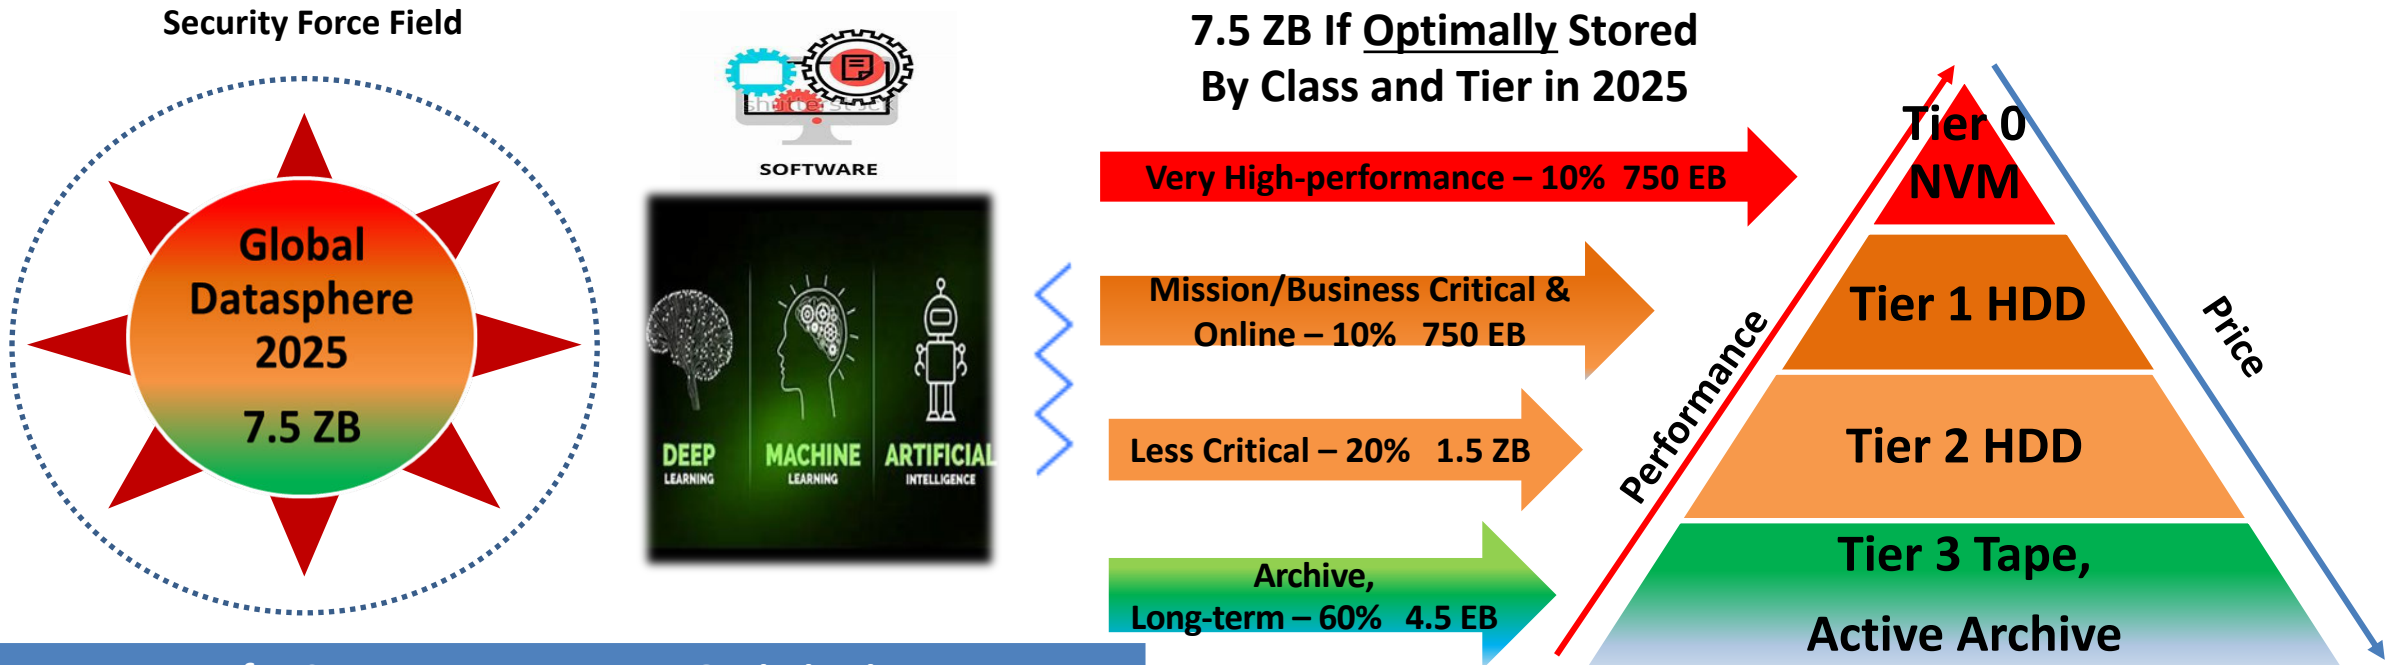 Security Force Field
Global
Datasphere
2025
7.5 ZB
shutterstock
SOFTWARE
DEEP
LEARNING
MACHINE
LEARNING
ARTIFICIAL
INTELLIGENCE
7.5 ZB If Optimally Stored
By Class and Tier in 2025
Very High-performance – 10% 750 EB
Mission/Business Critical &
Online – 10% 750 EB
Less Critical – 20% 1.5 ZB
Archive,
Long-term – 60% 4.5 EB
Performance
Tier 0
NVM
Tier 1 HDD
Tier 2 HDD
Tier 3 Tape,
Active Archive
Price